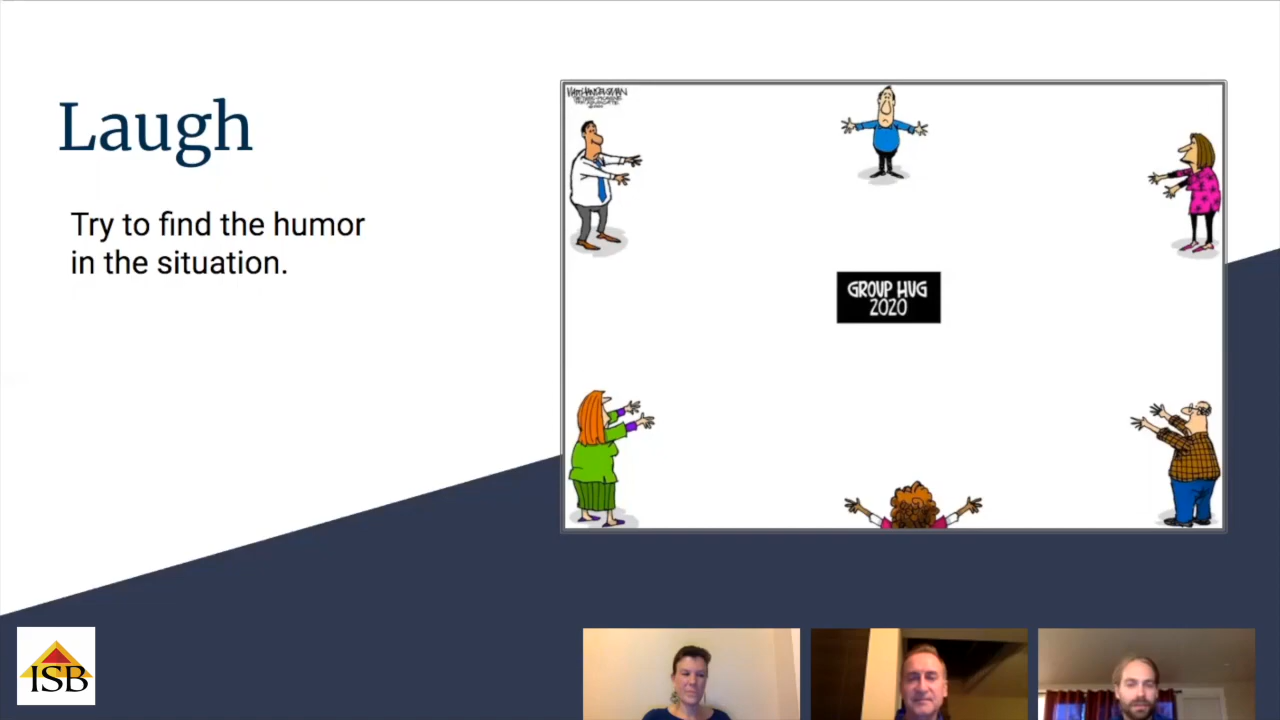 Laugh
Try to find the humor
in the situation.
GROUP HUG
2020
ISB